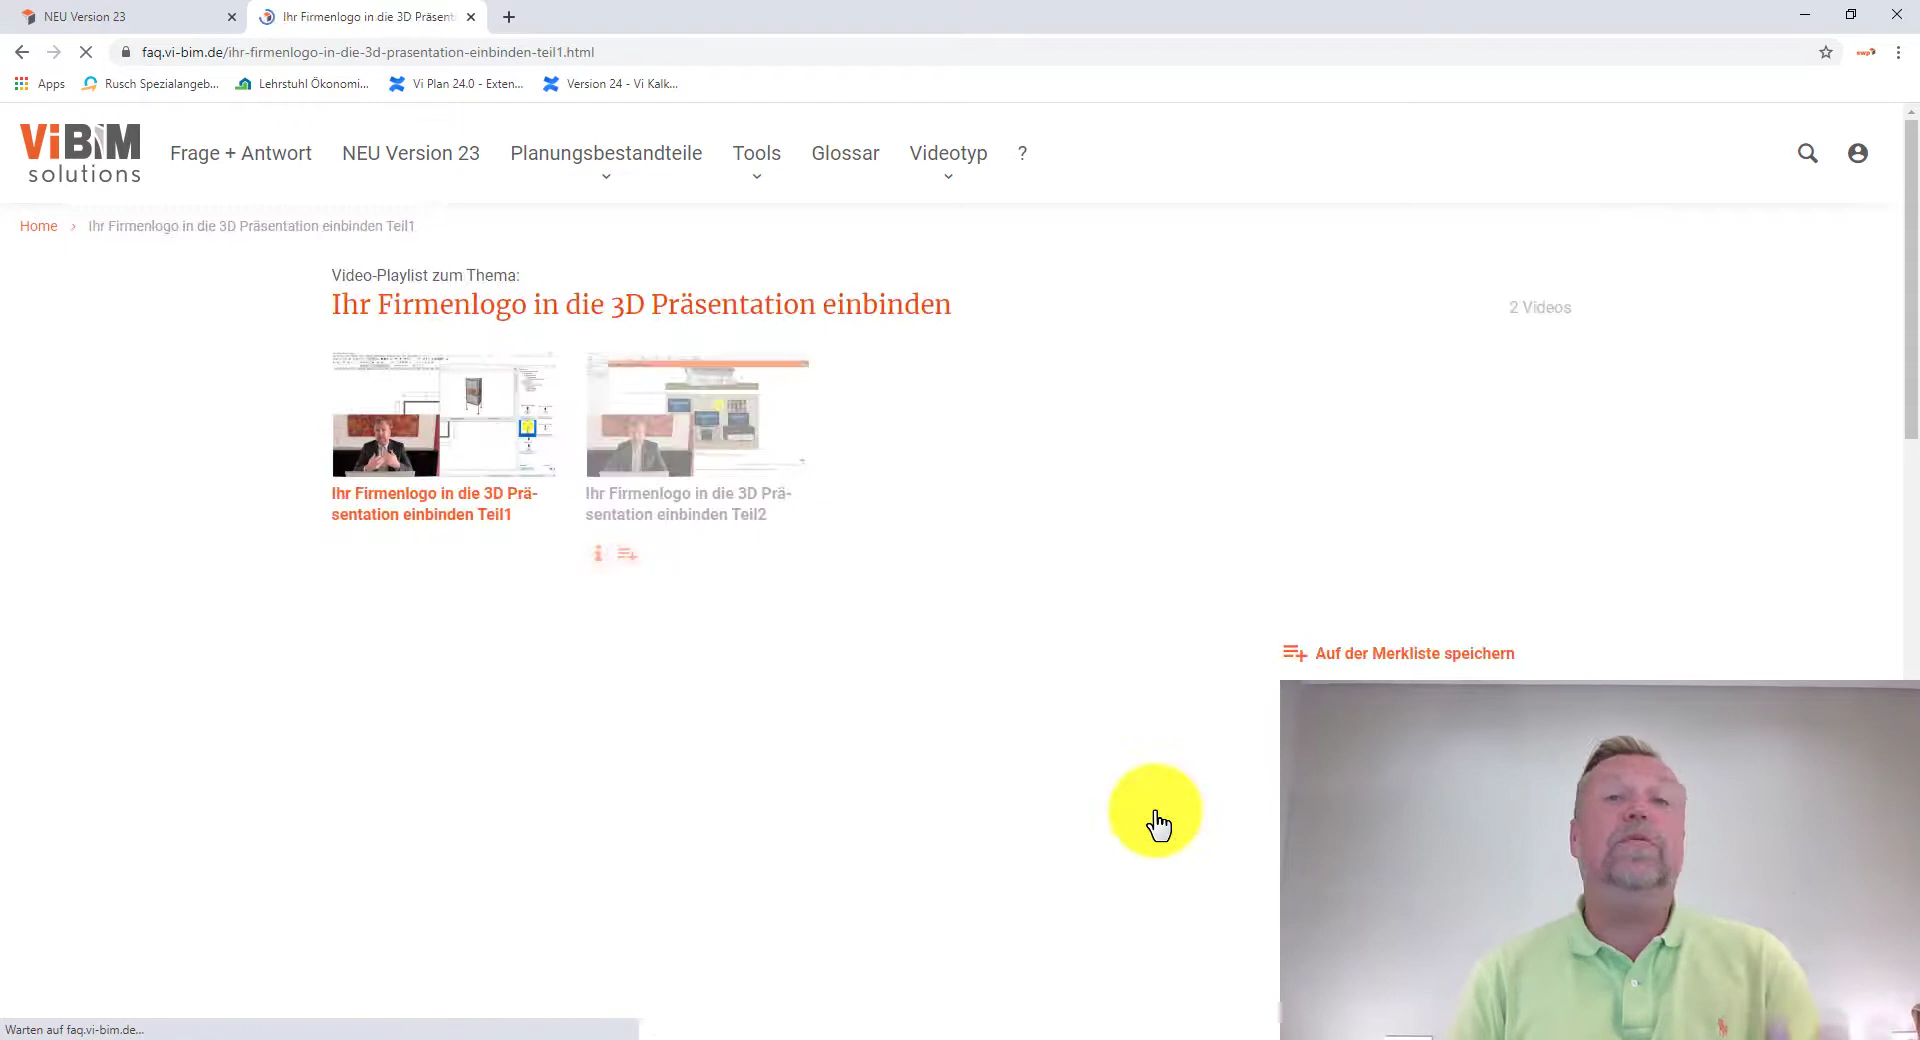 NEU Version 23
Ihr Firmenlogo in die 3D Präsent
faq.vi-bim.de/ihr-firmenlogo-in-die-3d-prasentation-einbinden-teil1.html
Apps
Rusch Spezialangeb...
Lehrstuhl Ökonomi...
Vi Plan 24.0 - Exten...
Version 24 - Vi Kalk...
ViBiM
solutions
Frage + Antwort
NEU Version 23
Planungsbestandteile
Tools
Glossar
Videotyp
?
Home › Ihr Firmenlogo in die 3D Präsentation einbinden Teil1
Video-Playlist zum Thema:
Ihr Firmenlogo in die 3D Präsentation einbinden
2 Videos
Ihr Firmenlogo in die 3D Prä-
sentation einbinden Teil1
Ihr Firmenlogo in die 3D Prä-
sentation einbinden Teil2
Auf der Merkliste speichern
Warten auf faq.vi-bim.de...